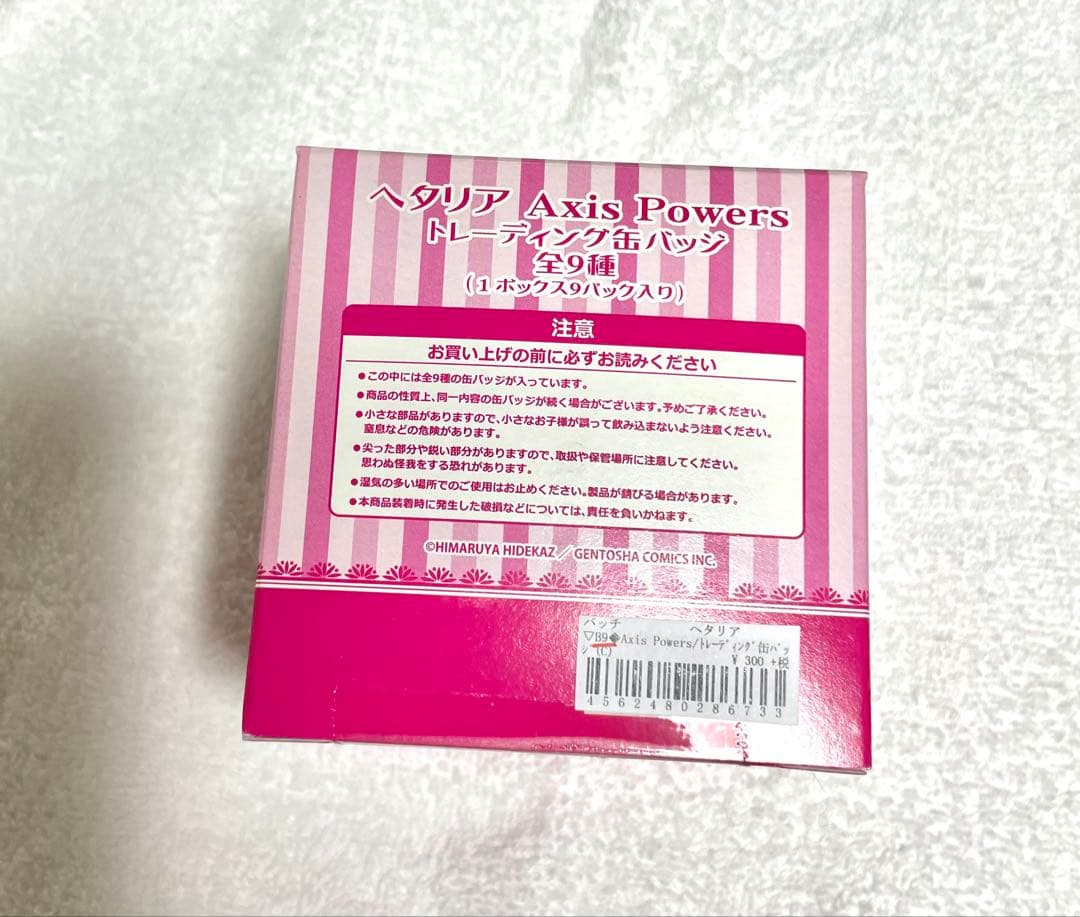 ヘタリア Axis Powers
トレーディング缶バッジ
全9種
(1ボックス9パック入り)
注意
お買い上げの前に必ずお読みください
●この中には全9種の缶バッジが入っています。
●商品の性質上、同一内容の缶バッジが続く場合がございます。予めご了承ください。
●小さな部品がありますので、小さなお子様が誤って飲み込まないよう注意ください。
窒息などの危険があります。
●尖った部分や鋭い部分がありますので、取扱や保管場所に注意してください。
思わぬ怪我をする恐れがあります。
●湿気の多い場所でのご使用はお止めください。製品が錆びる場合があります。
●本商品装着時に発生した破損などについては、責任を負いかねます。
©HIMARUYA HIDEKAZ／GENTOSHA COMICS INC.
バッチ ヘタリア
▽B9◆Axis Powers/ﾄﾚｰﾃﾞｨﾝｸﾞ缶ﾊﾞｯ
ｼﾞ(C)
¥ 300 +税
4562480286733